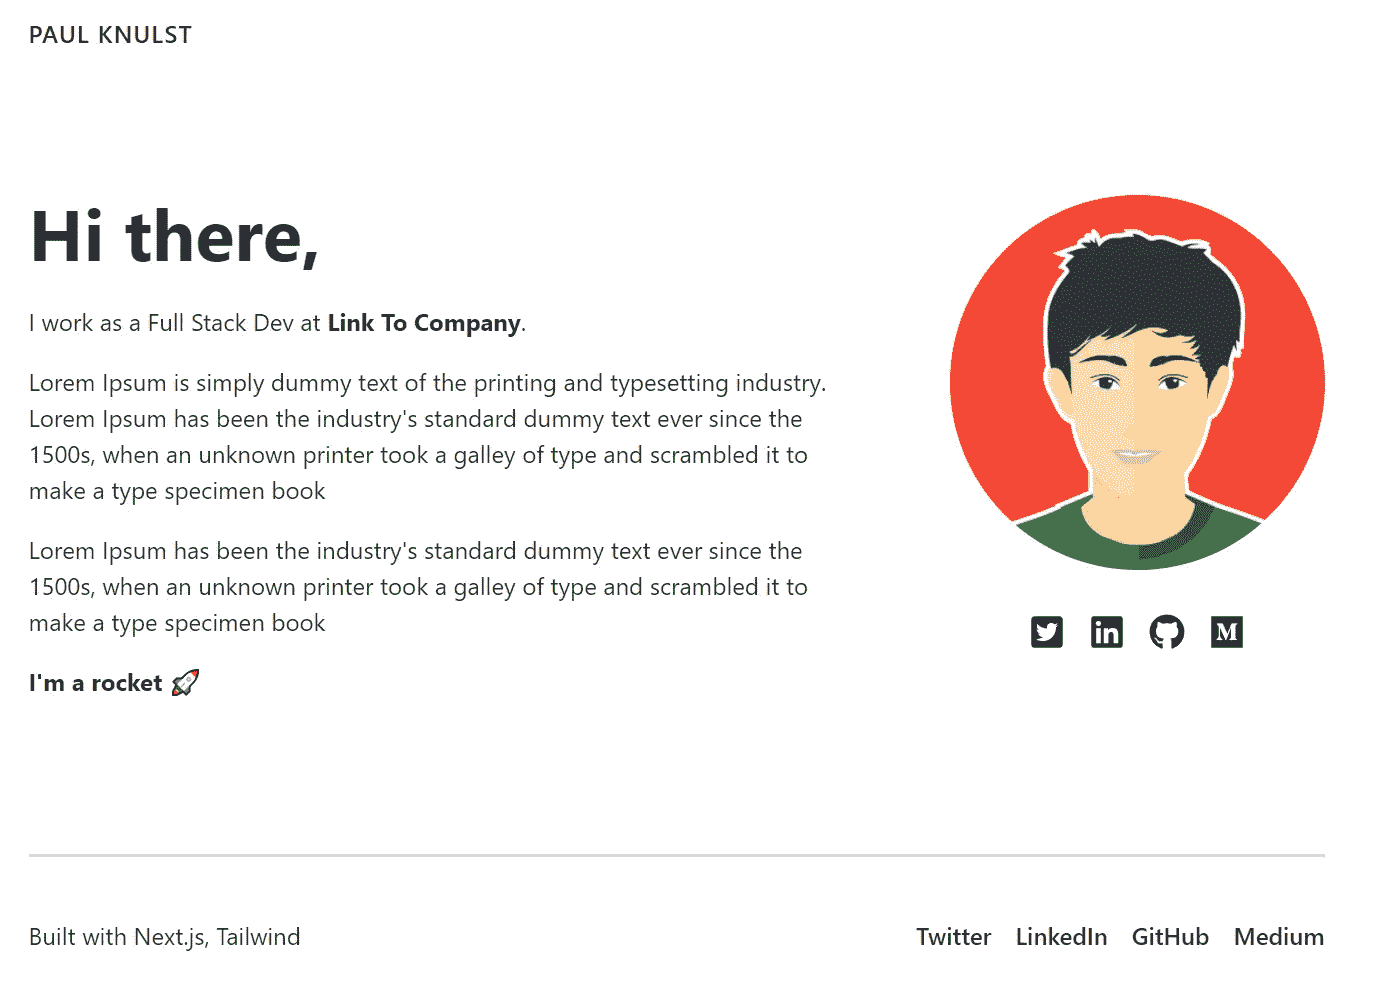 PAUL KNULST
Hi there,
I work as a Full Stack Dev at Link To Company.
Lorem Ipsum is simply dummy text of the printing and typesetting industry.
Lorem Ipsum has been the industry's standard dummy text ever since the
1500s, when an unknown printer took a galley of type and scrambled it to
make a type specimen book
Lorem Ipsum has been the industry's standard dummy text ever since the
1500s, when an unknown printer took a galley of type and scrambled it to
make a type specimen book
I'm a rocket 🚀
in M
Built with Next.js, Tailwind
Twitter LinkedIn GitHub Medium